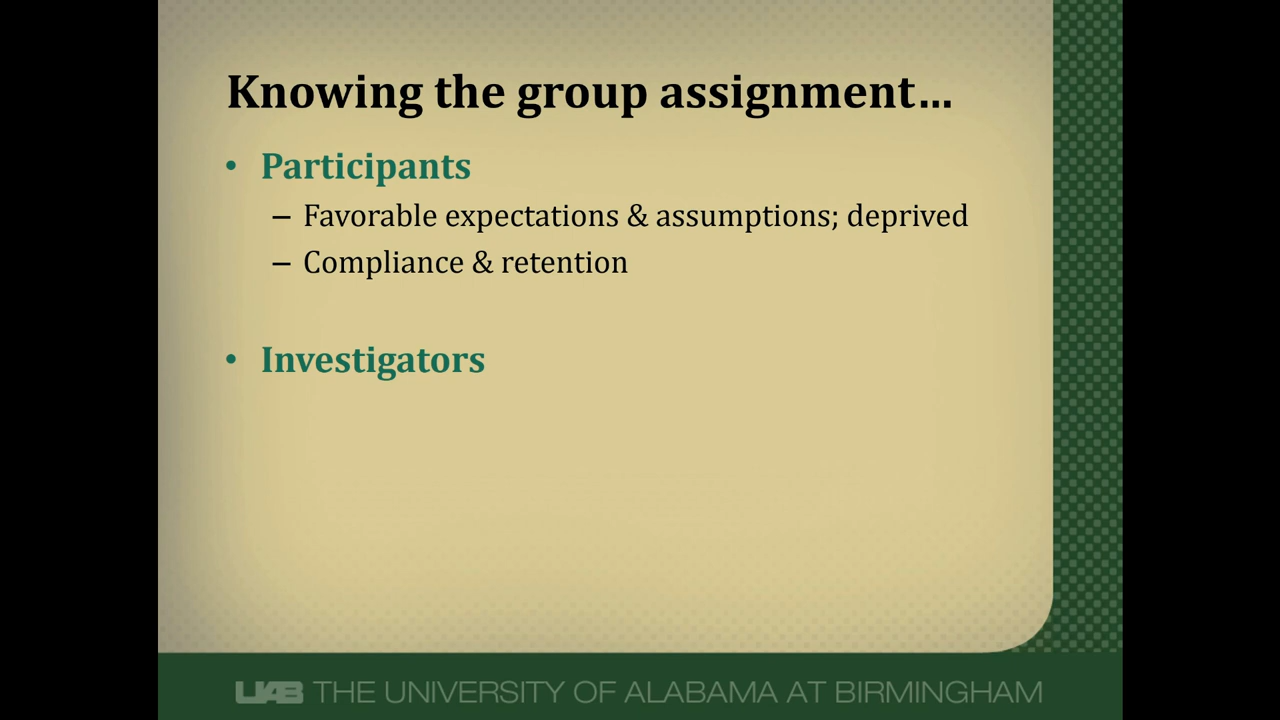 Knowing the group assignment…
• Participants
– Favorable expectations & assumptions; deprived
– Compliance & retention
• Investigators
UAB THE UNIVERSITY OF ALABAMA AT BIRMINGHAM